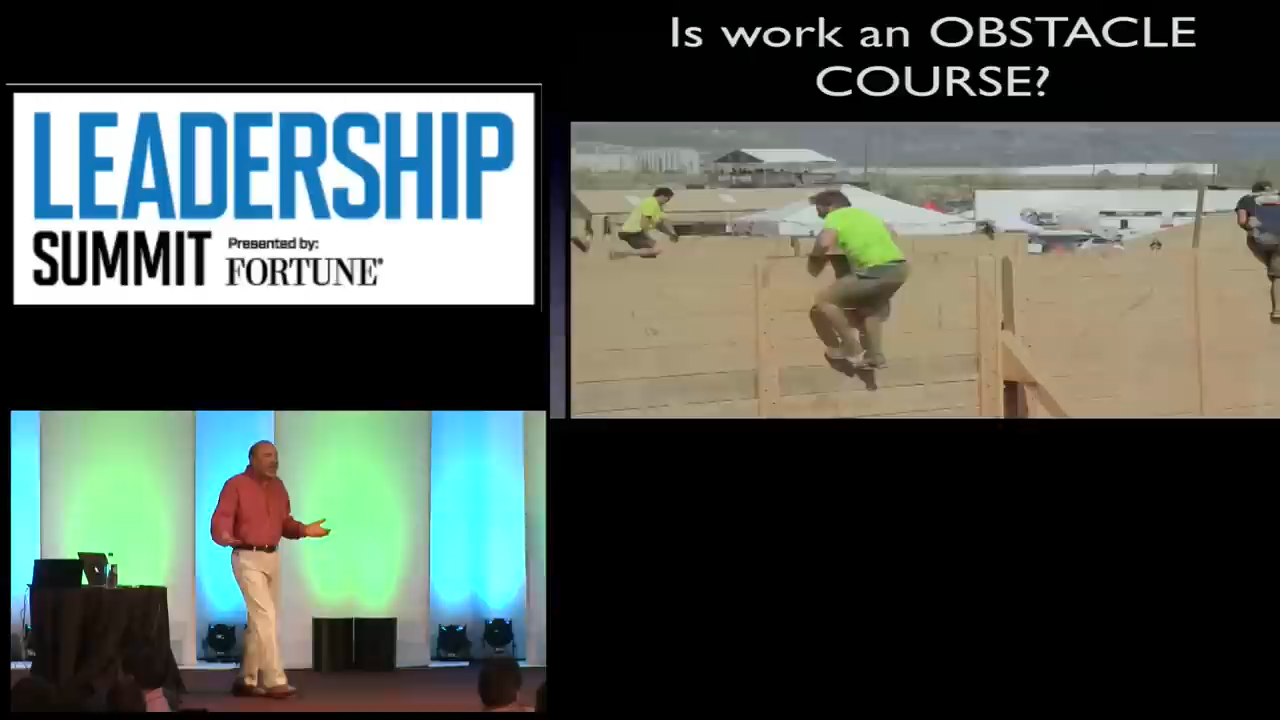 Is work an OBSTACLE
COURSE?
LEADERSHIP
SUMMIT Presented by:
FORTUNE®